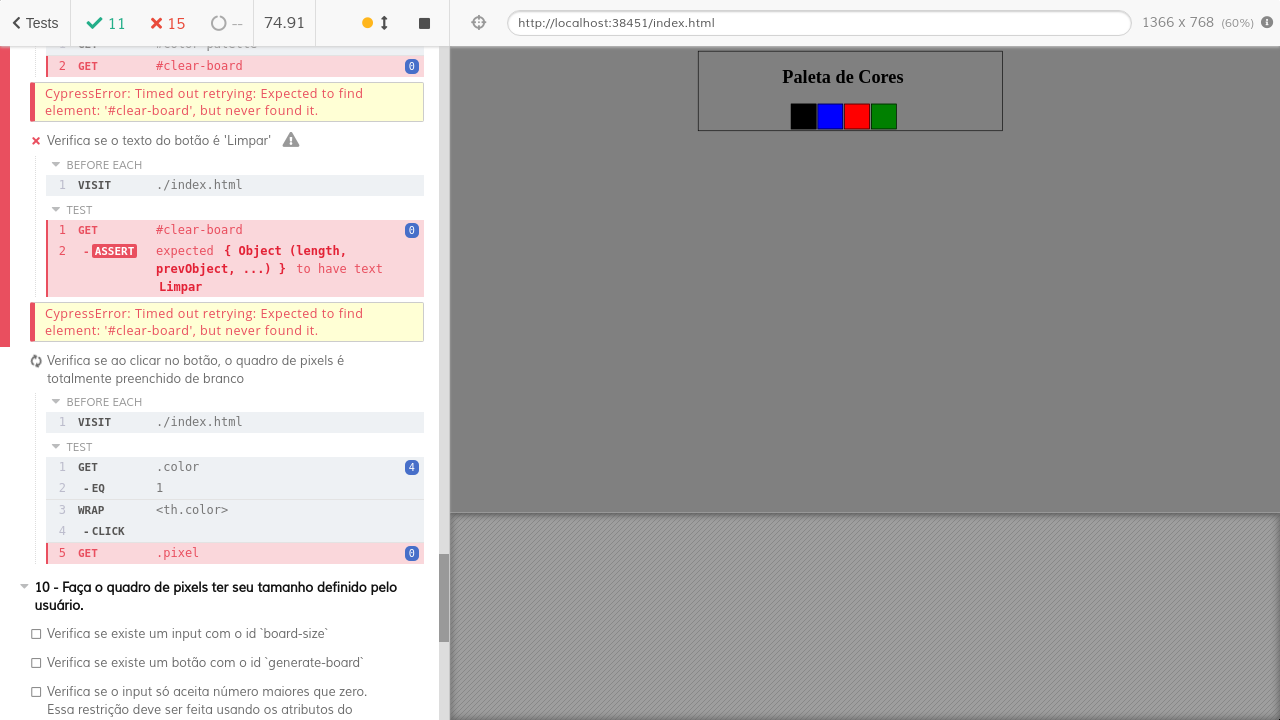 Tests 11 15 -- 74.91 http://localhost:38451/index.html 1366 x 768 (60%)
2 GET #clear-board 0
CypressError: Timed out retrying: Expected to find
element: '#clear-board', but never found it.
Verifica se o texto do botão é 'Limpar'
BEFORE EACH
1 VISIT ./index.html
TEST
1 GET #clear-board 0
2 -ASSERT expected { Object (length,
prevObject, ...) } to have text
Limpar
CypressError: Timed out retrying: Expected to find
element: '#clear-board', but never found it.
Verifica se ao clicar no botão, o quadro de pixels é
totalmente preenchido de branco
BEFORE EACH
1 VISIT ./index.html
TEST
1 GET .color 4
2 -EQ 1
3 WRAP <th.color>
4 -CLICK
5 GET .pixel 0
10 - Faça o quadro de pixels ter seu tamanho definido pelo
usuário.
Verifica se existe um input com o id `board-size`
Verifica se existe um botão com o id `generate-board`
Verifica se o input só aceita número maiores que zero.
Essa restrição deve ser feita usando os atributos do
Paleta de Cores